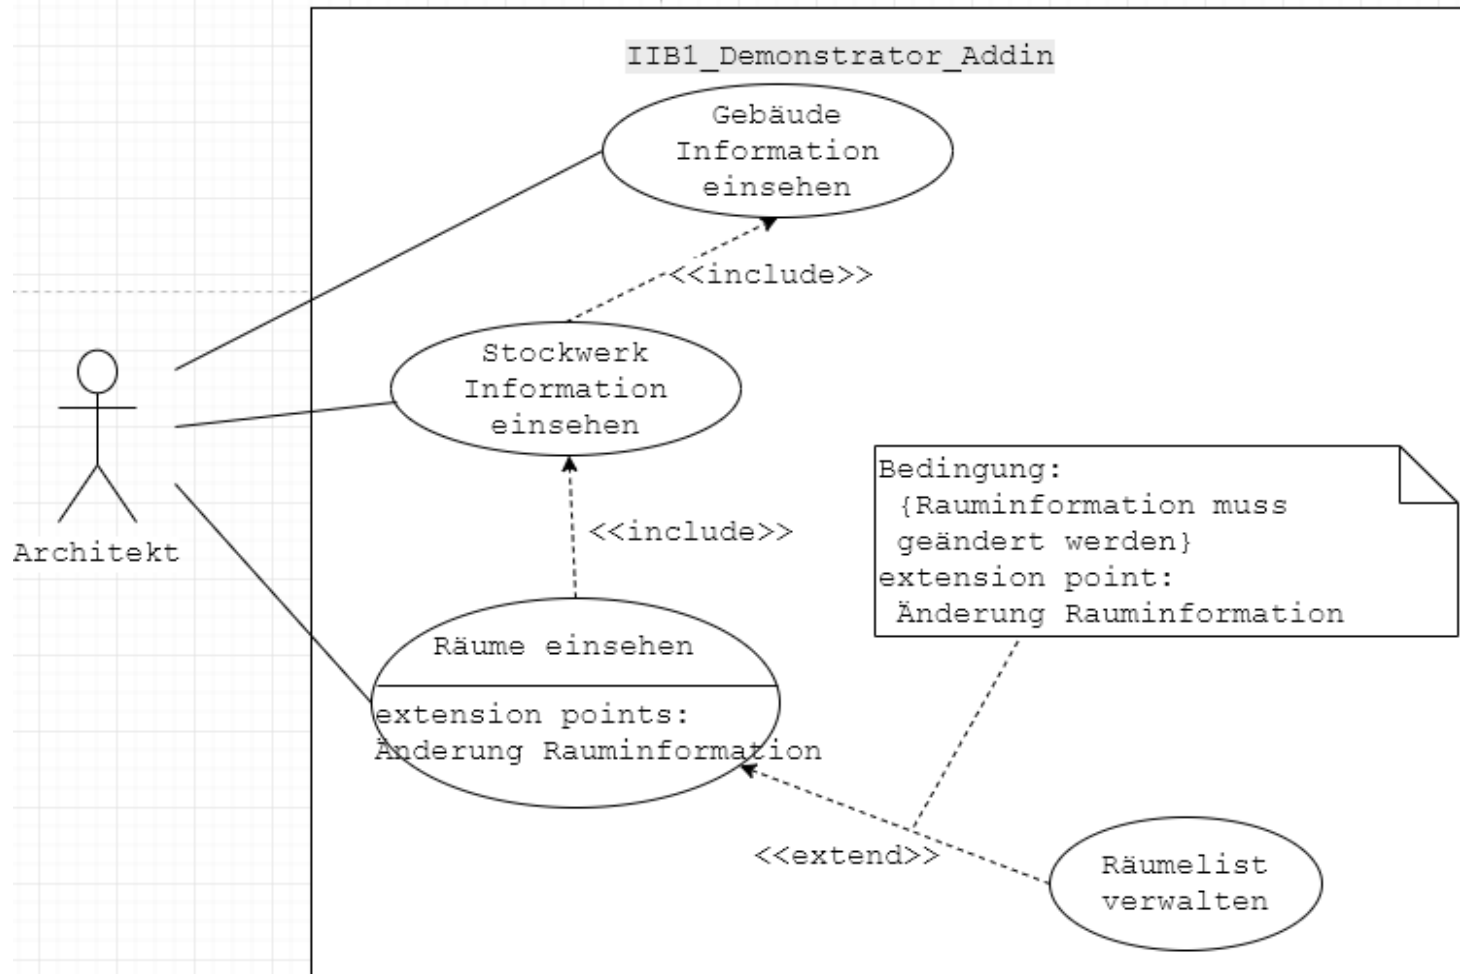 IIB1_Demonstrator_Addin
Gebäude
Information
einsehen
<<include>>
Stockwerk
Information
einsehen
<<include>>
Bedingung:
{Rauminformation muss
geändert werden}
extension point:
Änderung Rauminformation
Architekt
Räume einsehen
extension points:
Änderung Rauminformation
<<extend>>
Räumelist
verwalten